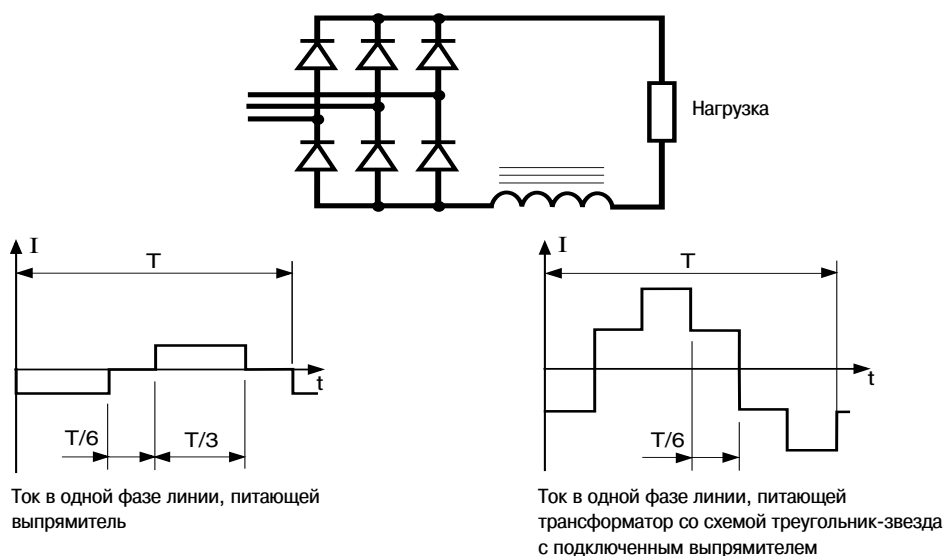 Нагрузка
I
T
t
T/6
T/3
I
T
t
T/6
Ток в одной фазе линии, питающей
выпрямитель
Ток в одной фазе линии, питающей
трансформатор со схемой треугольник-звезда
с подключенным выпрямителем